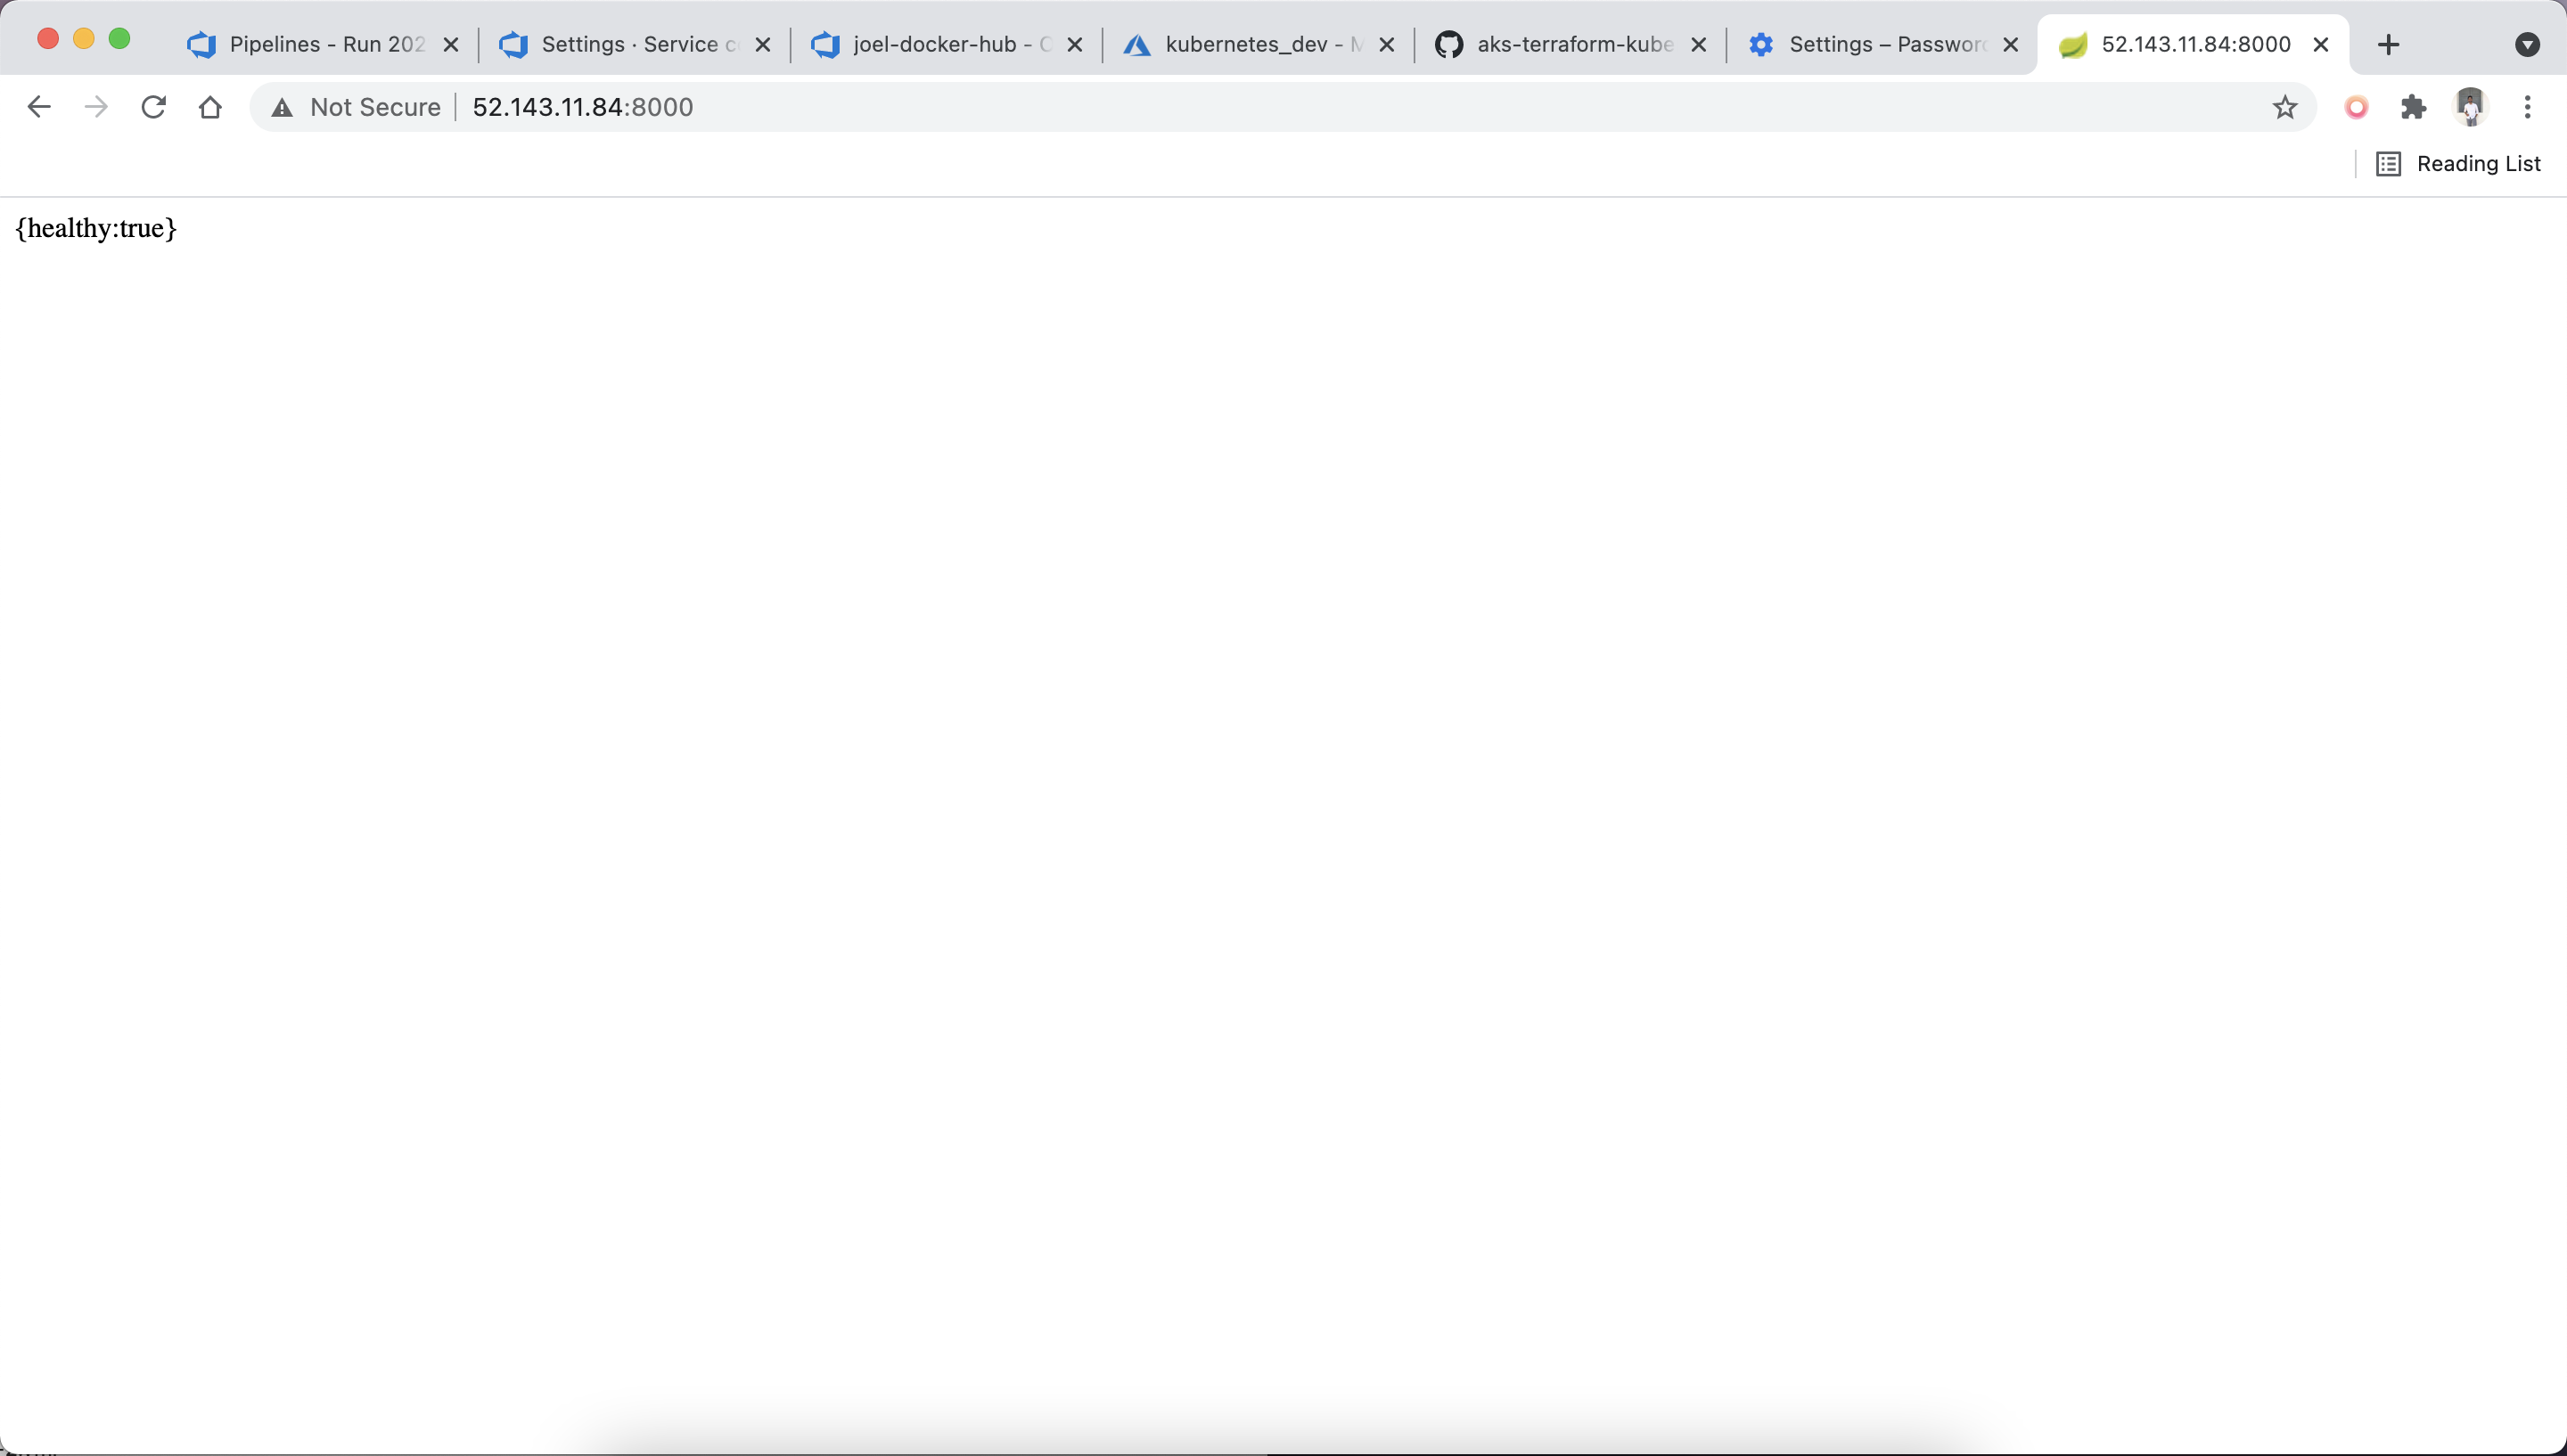 Pipelines - Run 202
Settings · Service c
joel-docker-hub -
kubernetes_dev - M
aks-terraform-kube
Settings – Password
52.143.11.84:8000
Not Secure 52.143.11.84:8000
Reading List
{healthy:true}